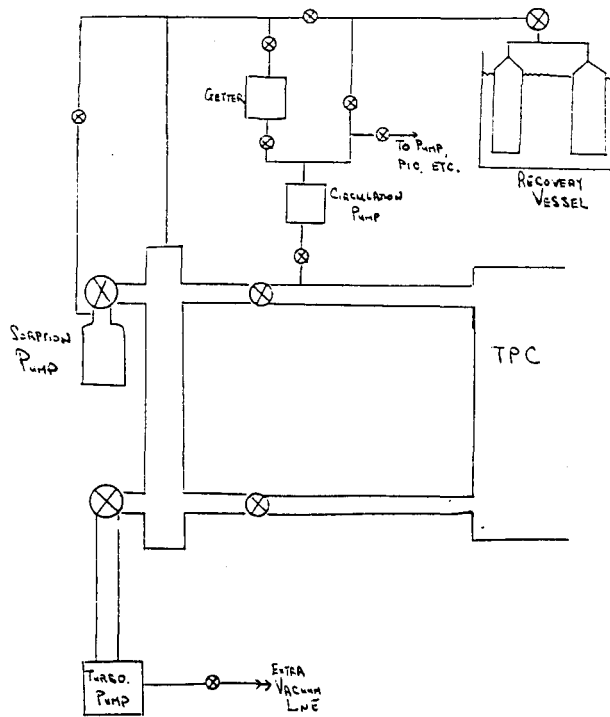 GETTER
TO PUMP,
PIC, ETC.
RECOVERY
VESSEL
CIRCULATION
PUMP
SORPTION
PUMP
TPC
TURBO.
PUMP
EXTRA
VACUUM
LINE